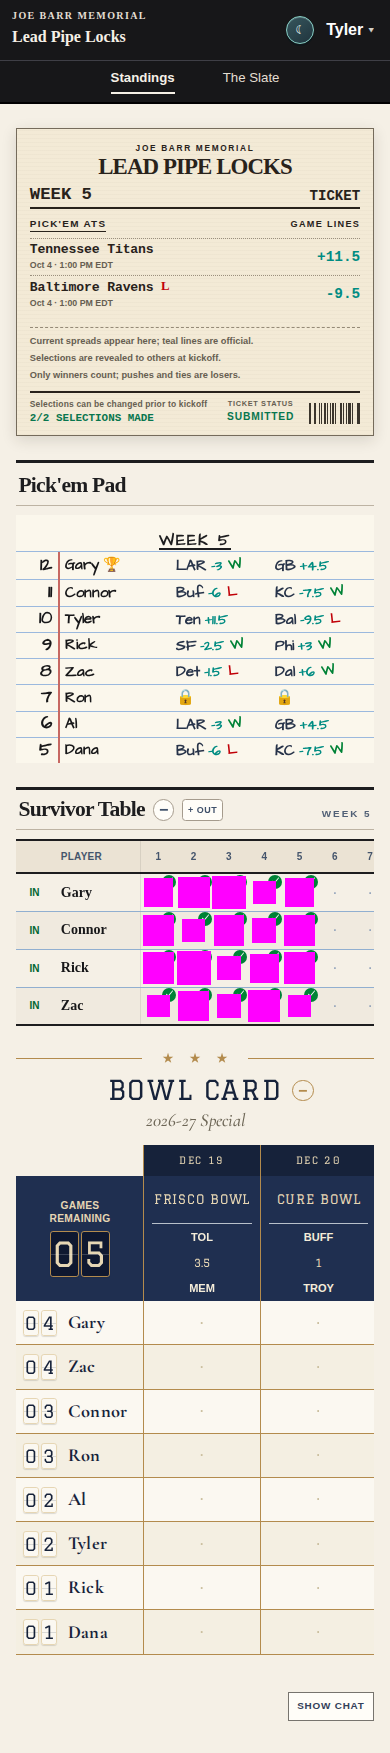 JOE BARR MEMORIAL
Lead Pipe Locks
Tyler
Standings The Slate
JOE BARR MEMORIAL
LEAD PIPE LOCKS
WEEK 5 TICKET
PICK'EM ATS GAME LINES
Tennessee Titans +11.5
Oct 4 · 1:00 PM EDT
Baltimore Ravens L -9.5
Oct 4 · 1:00 PM EDT
Current spreads appear here; teal lines are official.
Selections are revealed to others at kickoff.
Only winners count; pushes and ties are losers.
Selections can be changed prior to kickoff TICKET STATUS
2/2 SELECTIONS MADE SUBMITTED
Pick'em Pad
WEEK 5
12 Gary 🏆 LAR -3 W GB +4.5
11 Connor Buf -6 L KC -7.5 W
10 Tyler Ten +11.5 Bal -9.5 L
9 Rick SF -2.5 W Phi +3 W
8 Zac Det -1.5 L Dal +6 W
7 Ron 🔒 🔒
6 Al LAR -3 W GB +4.5
5 Dana Buf -6 L KC -7.5 W
Survivor Table − + OUT WEEK 5
PLAYER 1 2 3 4 5 6 7
IN Gary · ·
IN Connor · ·
IN Rick · ·
IN Zac · ·
★ ★ ★
BOWL CARD −
2026-27 Special
DEC 19 DEC 20
GAMES REMAINING 05 FRISCO BOWL CURE BOWL
TOL BUFF
3.5 1
MEM TROY
04 Gary · ·
04 Zac · ·
03 Connor · ·
03 Ron · ·
02 Al · ·
02 Tyler · ·
01 Rick · ·
01 Dana · ·
SHOW CHAT